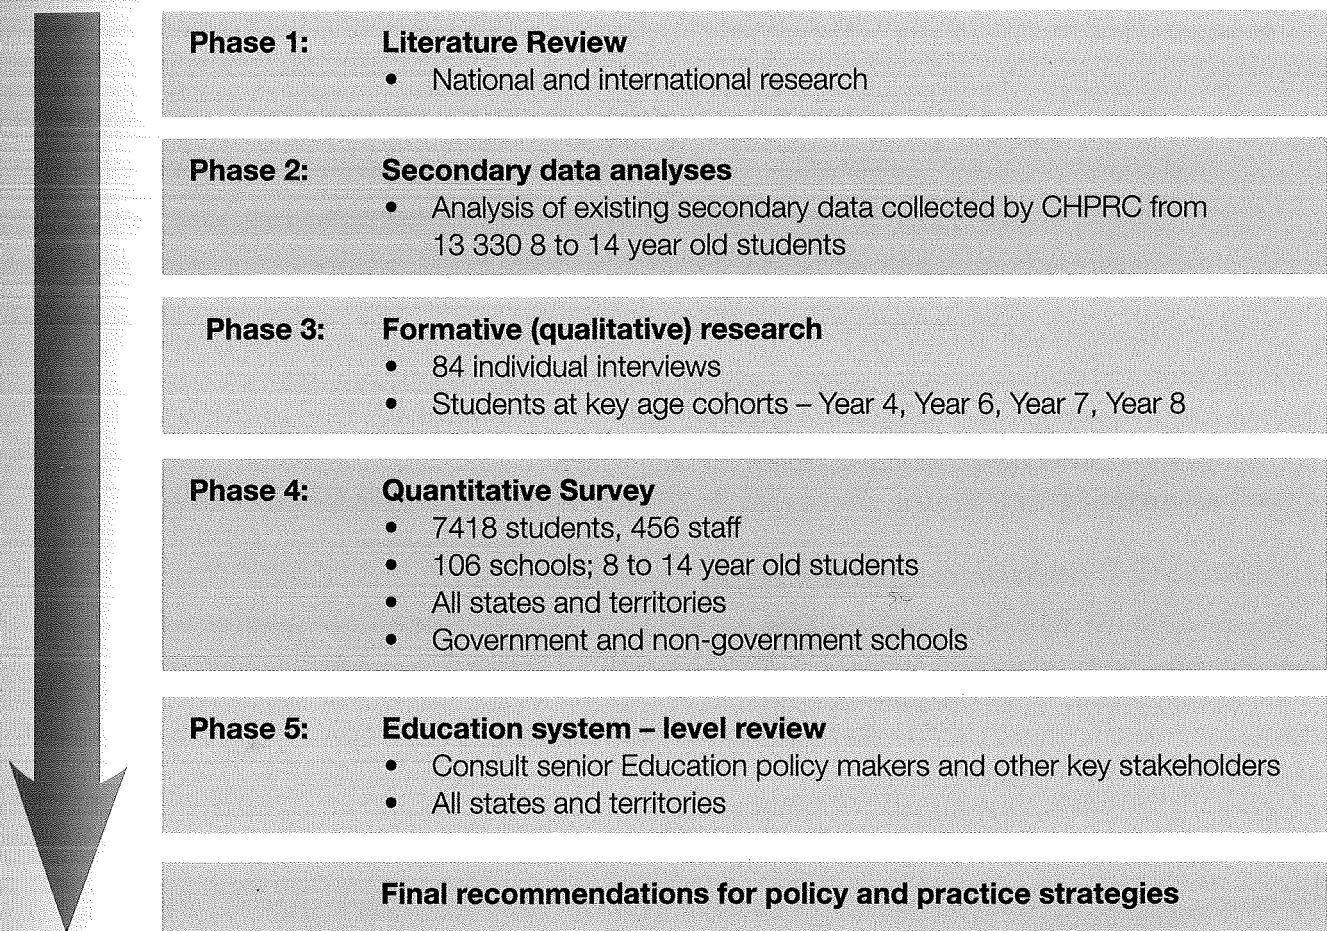 Phase 1: Literature Review
• National and international research
Phase 2: Secondary data analyses
• Analysis of existing secondary data collected by CHPRC from
13 330 8 to 14 year old students
Phase 3: Formative (qualitative) research
• 84 individual interviews
• Students at key age cohorts – Year 4, Year 6, Year 7, Year 8
Phase 4: Quantitative Survey
• 7418 students, 456 staff
• 106 schools; 8 to 14 year old students
• All states and territories
• Government and non-government schools
Phase 5: Education system – level review
• Consult senior Education policy makers and other key stakeholders
• All states and territories
Final recommendations for policy and practice strategies